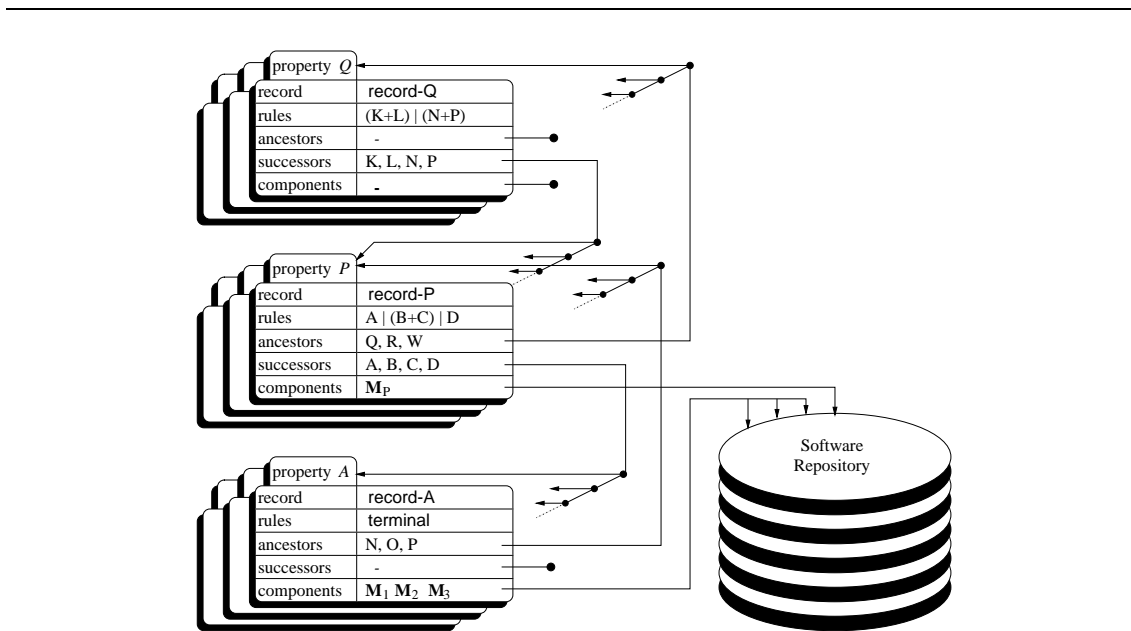 property Q
record record-Q
rules (K+L) | (N+P)
ancestors -
successors K, L, N, P
components -
property P
record record-P
rules A | (B+C) | D
ancestors Q, R, W
successors A, B, C, D
components M_P
property A
record record-A
rules terminal
ancestors N, O, P
successors -
components M₁ M₂ M₃
Software
Repository